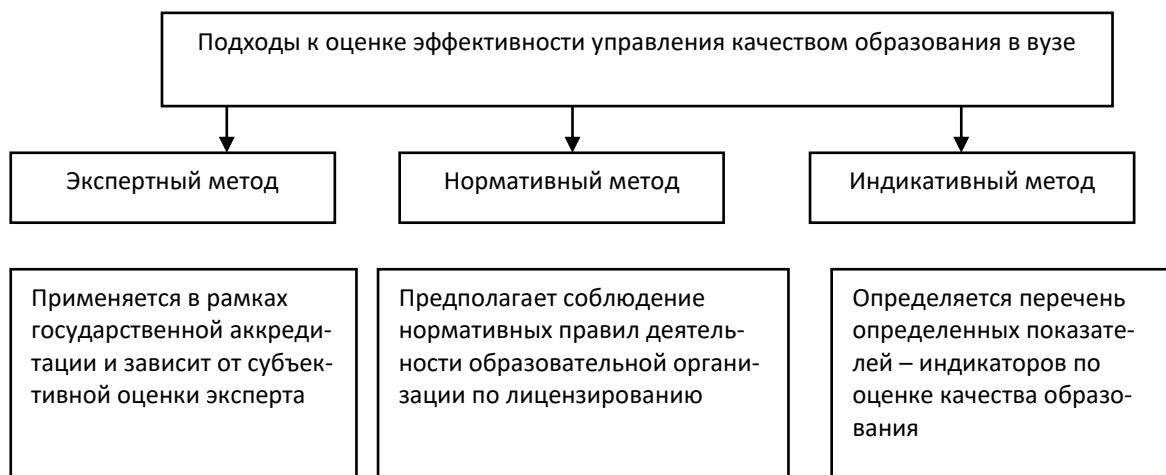 Подходы к оценке эффективности управления качеством образования в вузе
Экспертный метод
Нормативный метод
Индикативный метод
Применяется в рамках
государственной аккреди-
тации и зависит от субъек-
тивной оценки эксперта
Предполагает соблюдение
нормативных правил деятель-
ности образовательной органи-
зации по лицензированию
Определяется перечень
определенных показате-
лей – индикаторов по
оценке качества образо-
вания